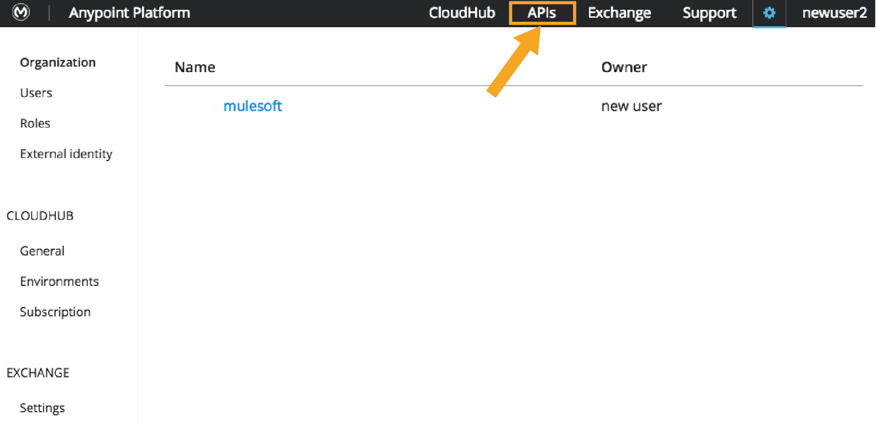 Anypoint Platform CloudHub APIs Exchange Support newuser2
Organization
Users
Roles
External identity
CLOUDHUB
General
Environments
Subscription
EXCHANGE
Settings
Name Owner
mulesoft new user